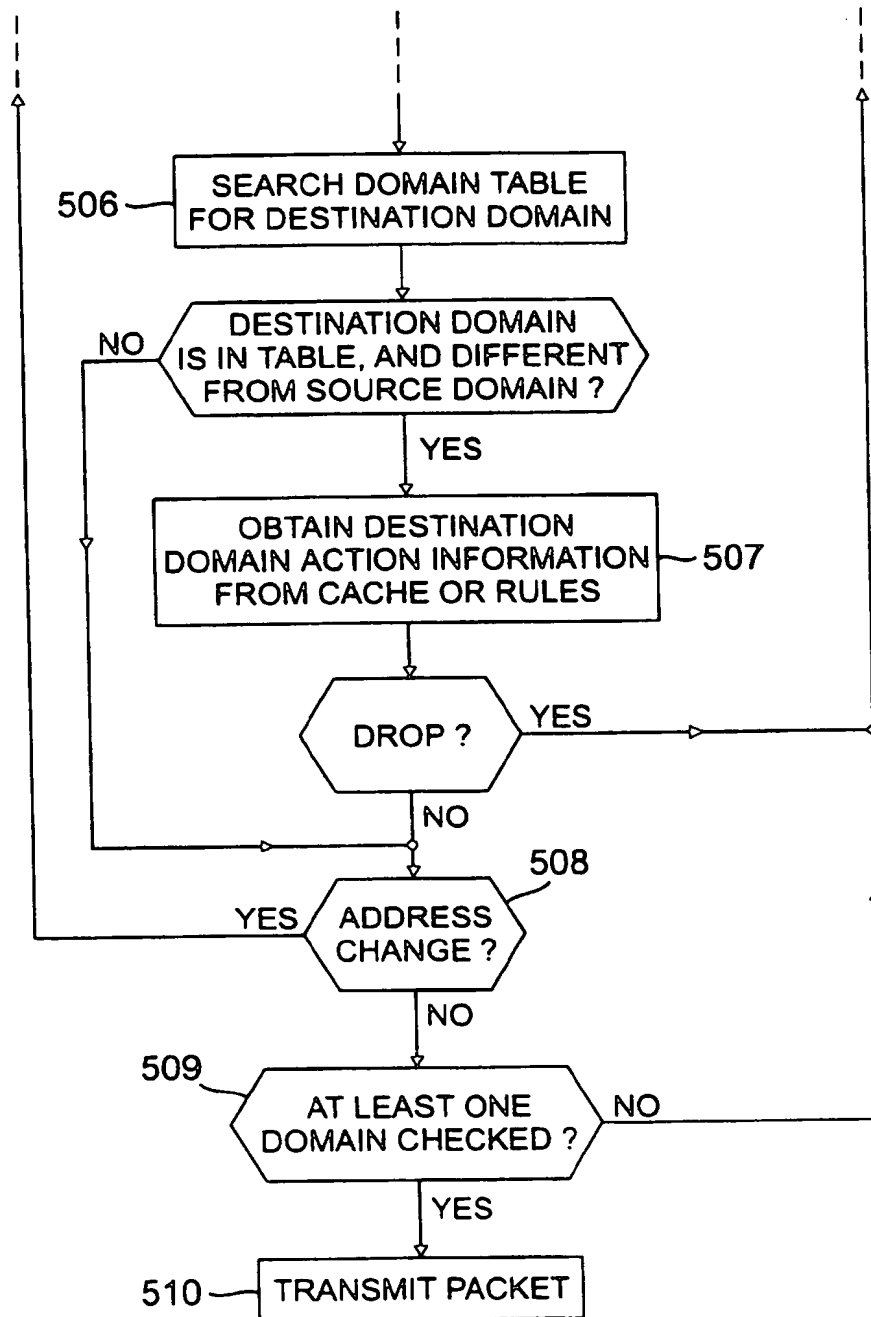 506
SEARCH DOMAIN TABLE
FOR DESTINATION DOMAIN
NO
DESTINATION DOMAIN
IS IN TABLE, AND DIFFERENT
FROM SOURCE DOMAIN ?
YES
OBTAIN DESTINATION
DOMAIN ACTION INFORMATION
FROM CACHE OR RULES
507
DROP ?
YES
NO
508
YES
ADDRESS
CHANGE ?
NO
509
AT LEAST ONE
DOMAIN CHECKED ?
NO
YES
510
TRANSMIT PACKET